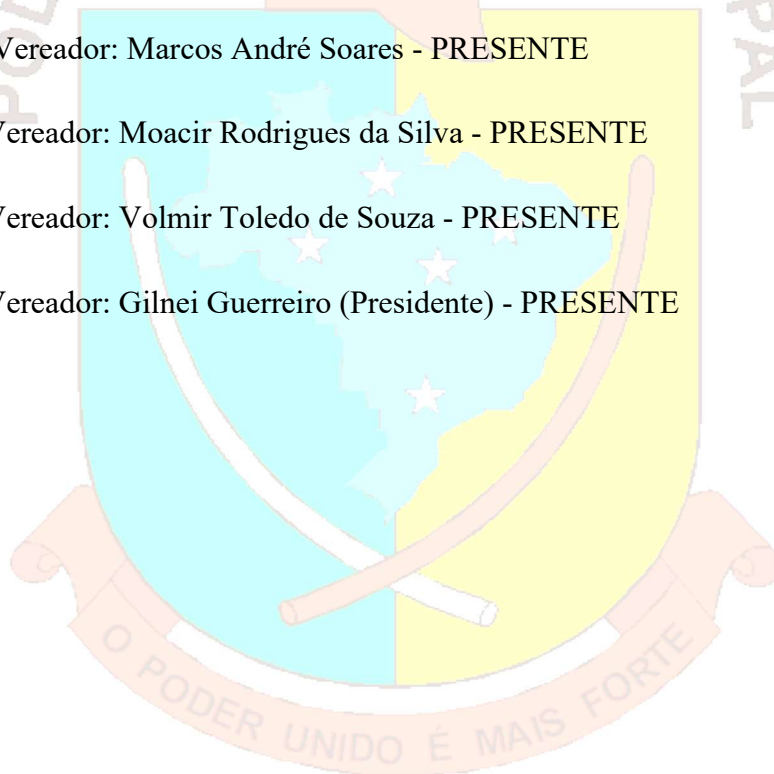 Vereador: Marcos André Soares - PRESENTE
Vereador: Moacir Rodrigues da Silva - PRESENTE
Vereador: Volmir Toledo de Souza - PRESENTE
Vereador: Gilnei Guerreiro (Presidente) - PRESENTE
O PODER UNIDO É MAIS FORTE